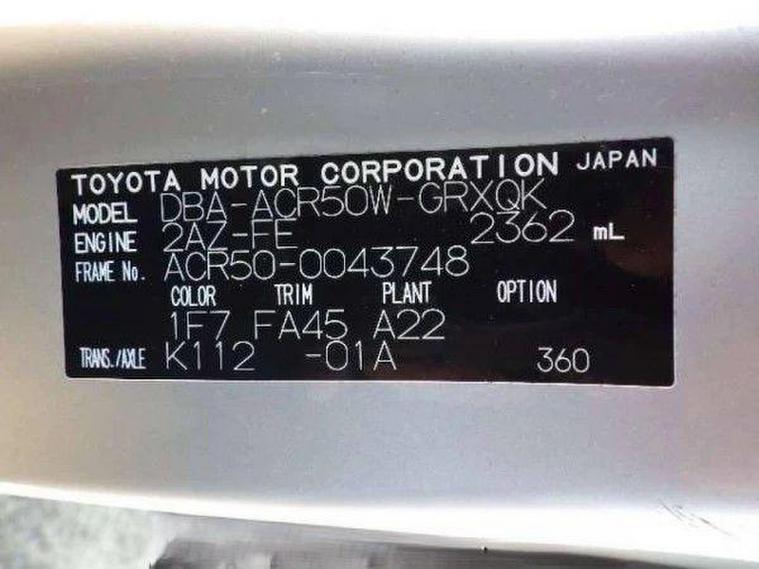 TOYOTA MOTOR CORPORATION JAPAN
MODEL DBA-ACR50W-GRXQK
ENGINE 2AZ-FE 2362 mL
FRAME No. ACR50-0043748
COLOR TRIM PLANT OPTION
1F7 FA45 A22
TRANS./AXLE K112 -01A 360